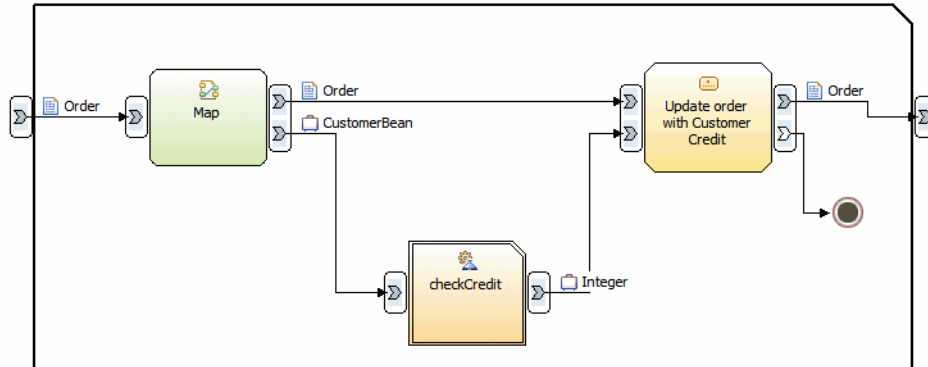 Order
Map
Order
CustomerBean
Update order
with Customer
Credit
Order
checkCredit
Integer